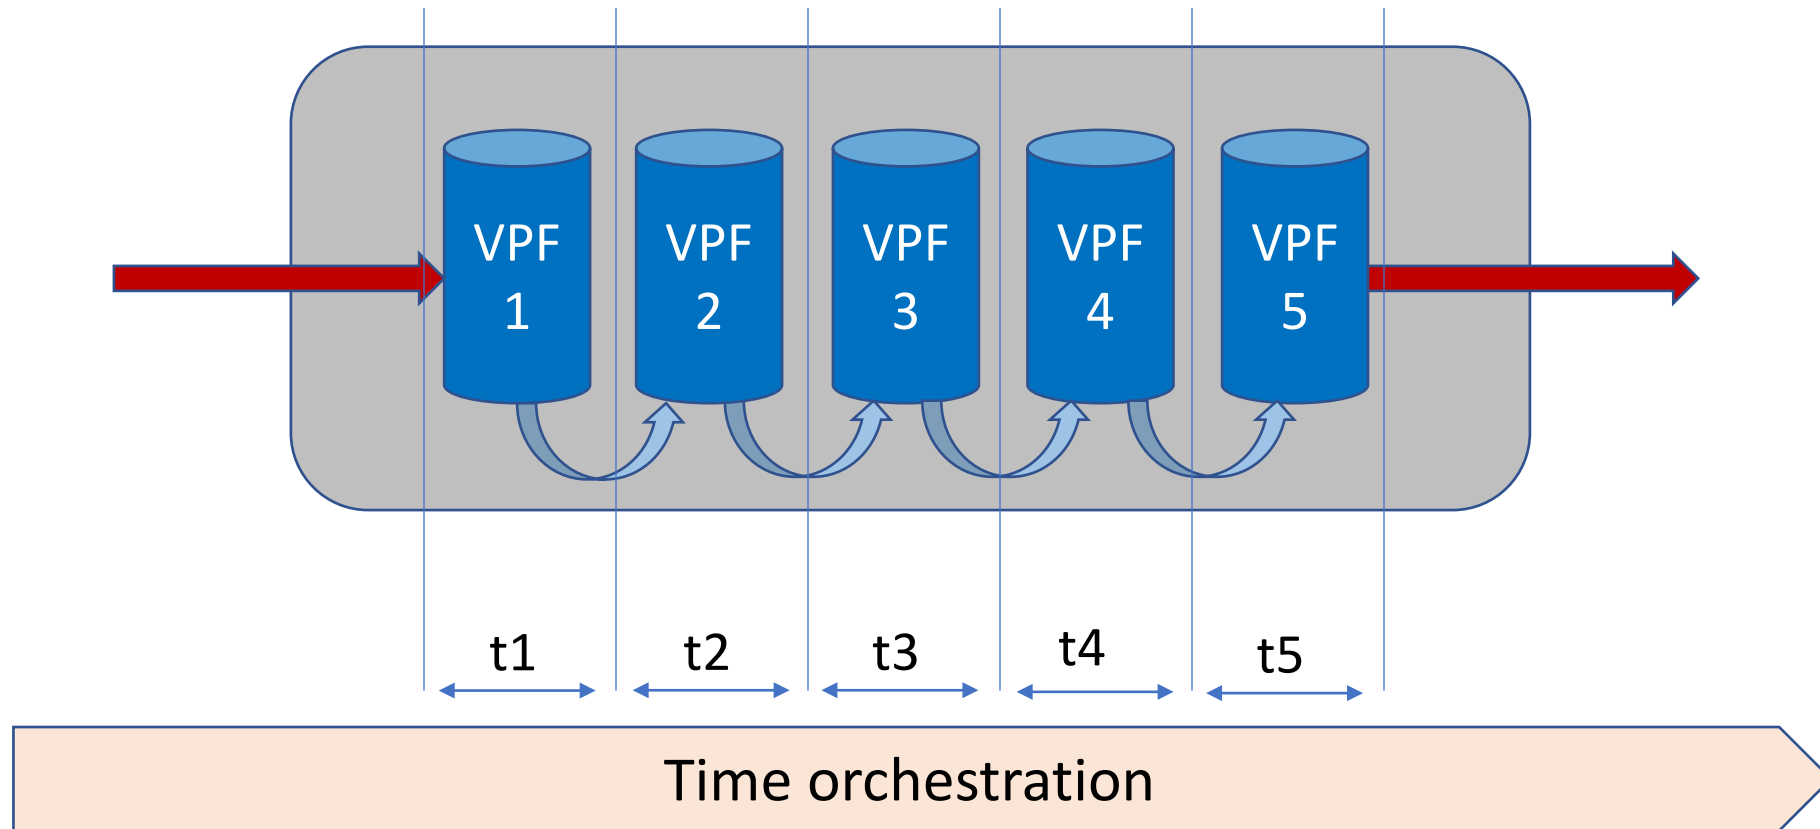 VPF
1
VPF
2
VPF
3
VPF
4
VPF
5
t1
t2
t3
t4
t5
Time orchestration